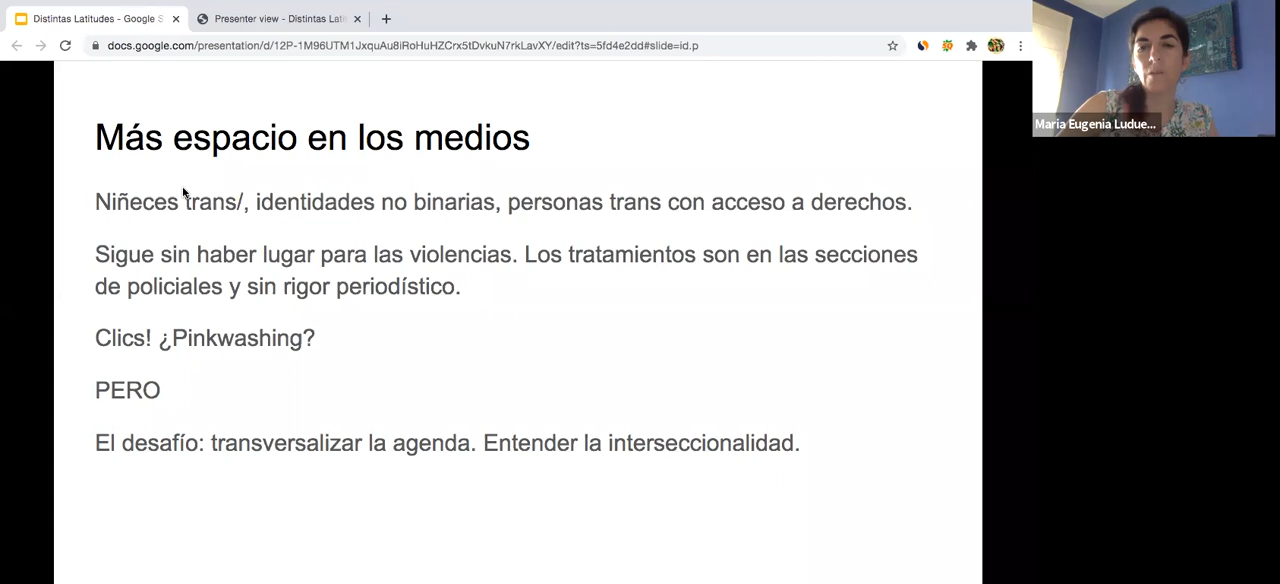 Distintas Latitudes - Google S
Presenter view - Distintas Lati
docs.google.com/presentation/d/12P-1M96UTM1JxquAu8iRoHuHZCrx5tDvkuN7rkLavXY/edit?ts=5fd4e2dd#slide=id.p
María Eugenia Ludue...
Más espacio en los medios
Niñeces trans/, identidades no binarias, personas trans con acceso a derechos.
Sigue sin haber lugar para las violencias. Los tratamientos son en las secciones
de policiales y sin rigor periodístico.
Clics! ¿Pinkwashing?
PERO
El desafío: transversalizar la agenda. Entender la interseccionalidad.